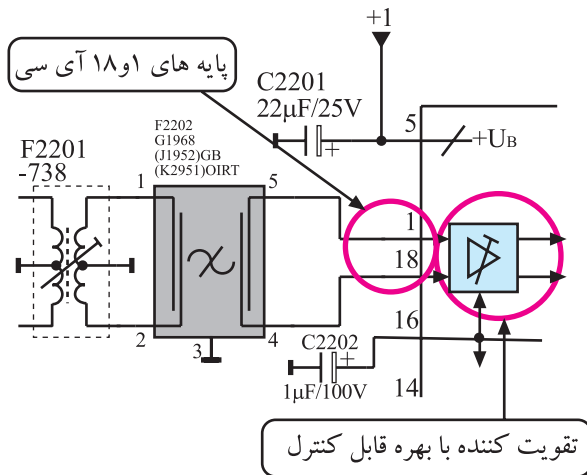 +1
پایه های ۱و۱۸ آی سی
C2201
22µF/25V
+
5
+UB
F2201
-738
F2202
G1968
(J1952)GB
(K2951)OIRT
1
5
1
18
2
3
4
C2202
+
1µF/100V
16
14
تقویت کننده با بهره قابل کنترل